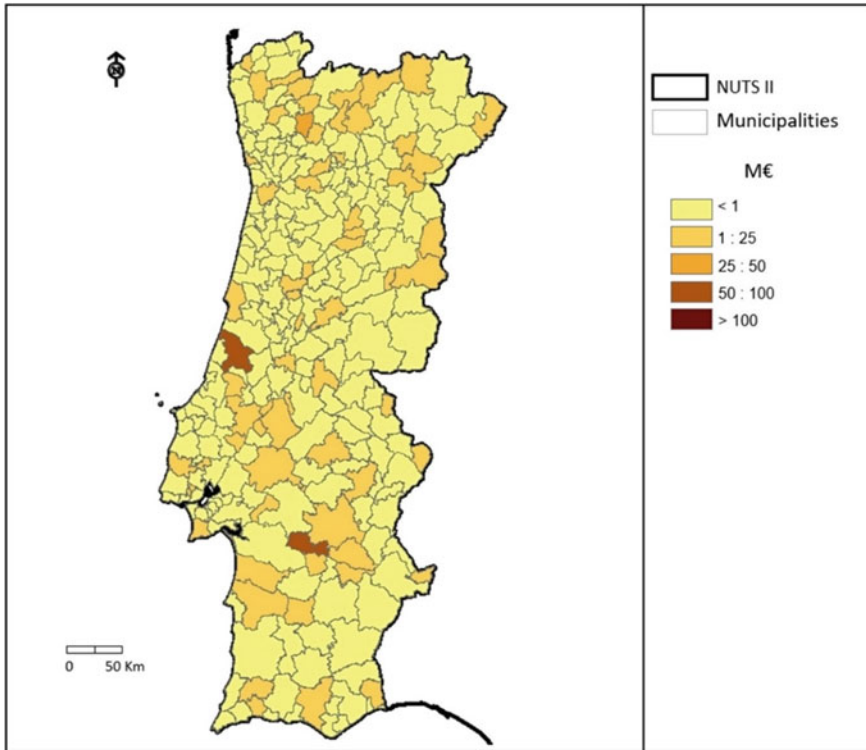 NUTS II
Municipalities
M€
< 1
1 : 25
25 : 50
50 : 100
> 100
0 50 Km